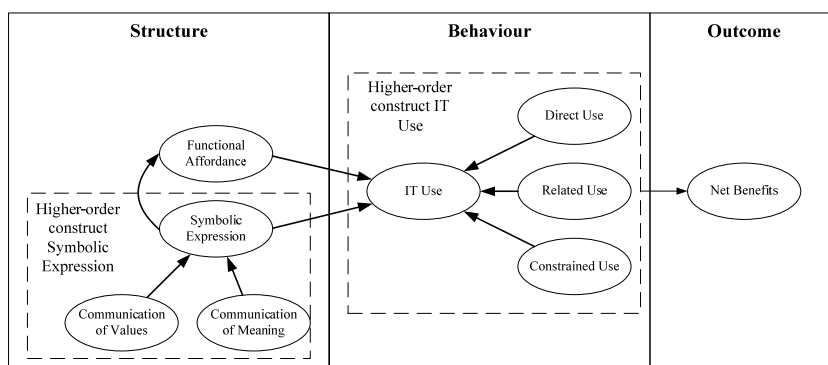 Structure
Behaviour
Outcome
Higher-order
construct IT
Use
Direct Use
Functional
Affordance
IT Use
Related Use
Net Benefits
Higher-order
construct
Symbolic
Expression
Symbolic
Expression
Constrained Use
Communication
of Values
Communication
of Meaning